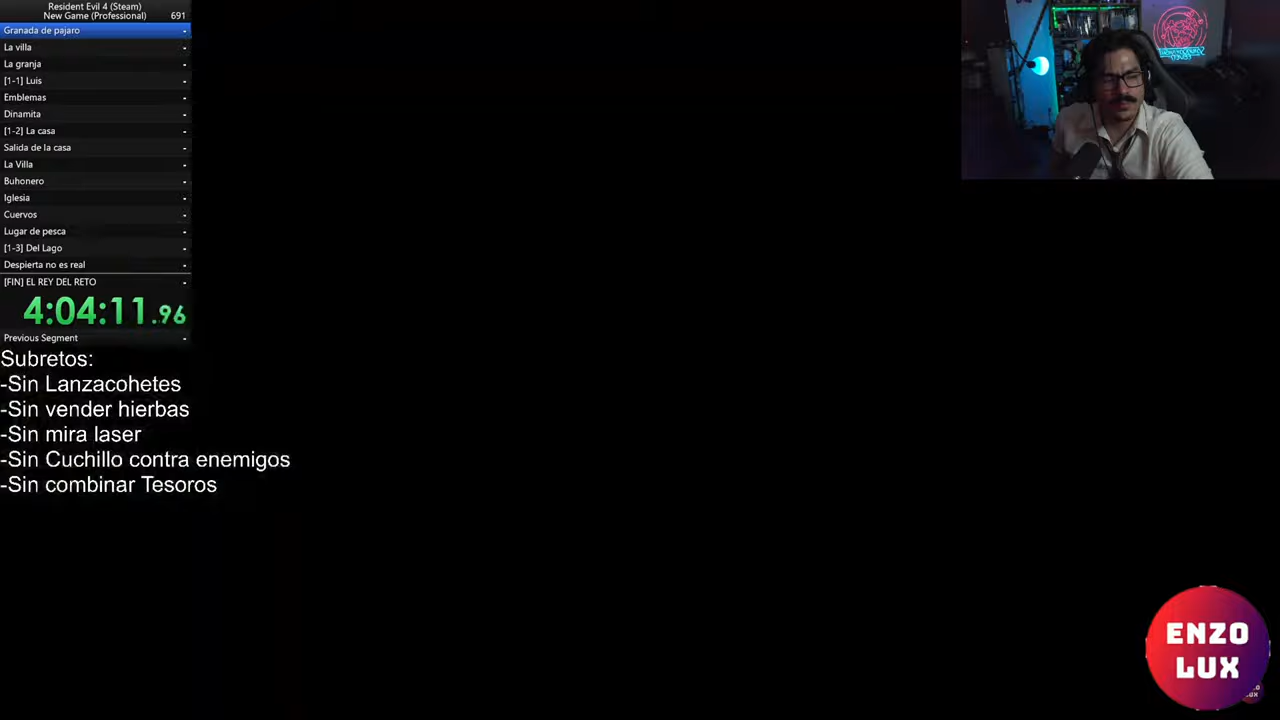 Resident Evil 4 (Steam)
New Game (Professional) 691
Granada de pajaro -
La villa -
La granja -
[1-1] Luis -
Emblemas -
Dinamita -
[1-2] La casa -
Salida de la casa -
La Villa -
Buhonero -
Iglesia -
Cuervos -
Lugar de pesca -
[1-3] Del Lago -
Despierta no es real -
[FIN] EL REY DEL RETO -
4:04:11.96
Previous Segment -
Subretos:
-Sin Lanzacohetes
-Sin vender hierbas
-Sin mira laser
-Sin Cuchillo contra enemigos
-Sin combinar Tesoros
ENZO
LUX